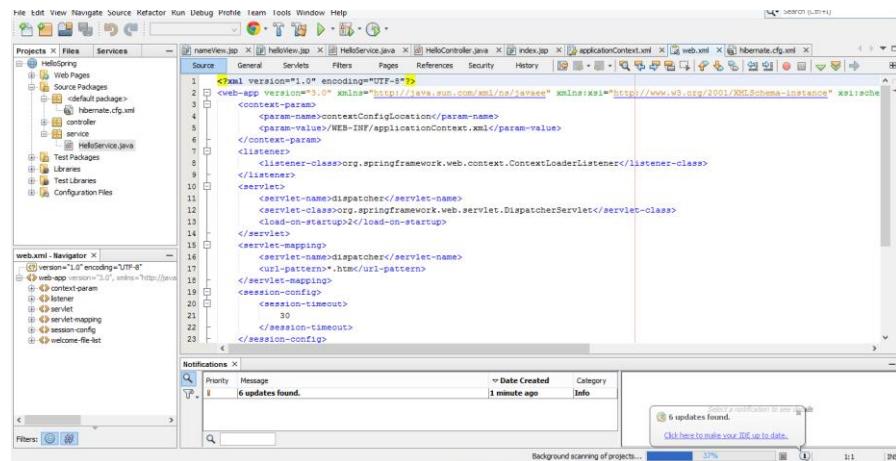 File Edit View Navigate Source Refactor Run Debug Profile Team Tools Window Help
Search (Ctrl+I)
Projects Files Services
HelloSpring
Web Pages
Source Packages
<default package>
hibernate.cfg.xml
controller
service
HelloService.java
Test Packages
Libraries
Test Libraries
Configuration Files
nameView.jsp helloView.jsp HelloService.java HelloController.java index.jsp applicationContext.xml web.xml hibernate.cfg.xml
Source General Servlets Filters Pages References Security History
1 <?xml version="1.0" encoding="UTF-8"?>
2 <web-app version="3.0" xmlns="http://java.sun.com/xml/ns/javaee" xmlns:xsi="http://www.w3.org/2001/XMLSchema-instance" xsi:sche
3 <context-param>
4 <param-name>contextConfigLocation</param-name>
5 <param-value>/WEB-INF/applicationContext.xml</param-value>
6 </context-param>
7 <listener>
8 <listener-class>org.springframework.web.context.ContextLoaderListener</listener-class>
9 </listener>
10 <servlet>
11 <servlet-name>dispatcher</servlet-name>
12 <servlet-class>org.springframework.web.servlet.DispatcherServlet</servlet-class>
13 <load-on-startup>2</load-on-startup>
14 </servlet>
15 <servlet-mapping>
16 <servlet-name>dispatcher</servlet-name>
17 <url-pattern>*.htm</url-pattern>
18 </servlet-mapping>
19 <session-config>
20 <session-timeout>
21 30
22 </session-timeout>
23 </session-config>
web.xml - Navigator
version="1.0" encoding="UTF-8"
web-app version="3.0", xmlns="http://java
context-param
listener
servlet
servlet-mapping
session-config
welcome-file-list
Filters:
Notifications
Priority Message Date Created Category
6 updates found. 1 minute ago Info
Select a notification to see
6 updates found.
Click here to make your IDE up to date.
Background scanning of projects... 37% 1:1